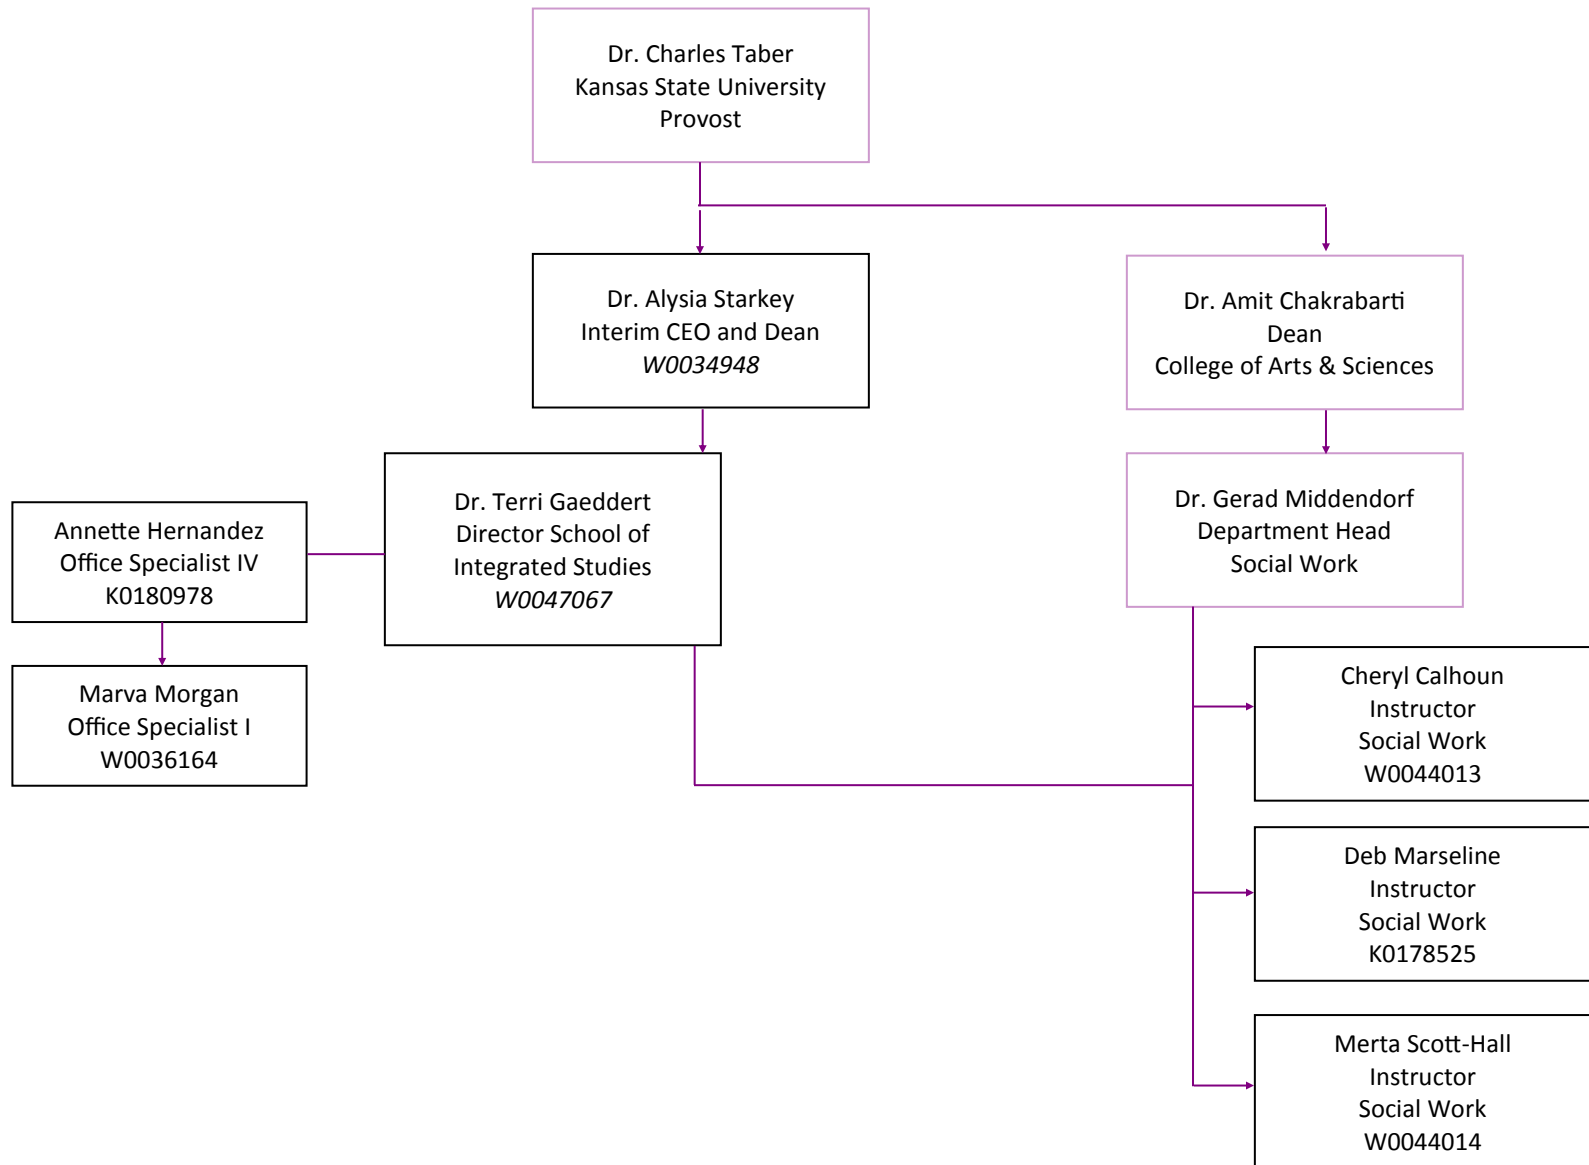 Dr. Charles Taber
Kansas State University
Provost
Dr. Alysia Starkey
Interim CEO and Dean
W0034948
Dr. Amit Chakrabarti
Dean
College of Arts & Sciences
Dr. Terri Gaeddert
Director School of
Integrated Studies
W0047067
Dr. Gerad Middendorf
Department Head
Social Work
Annette Hernandez
Office Specialist IV
K0180978
Marva Morgan
Office Specialist I
W0036164
Cheryl Calhoun
Instructor
Social Work
W0044013
Deb Marseline
Instructor
Social Work
K0178525
Merta Scott-Hall
Instructor
Social Work
W0044014